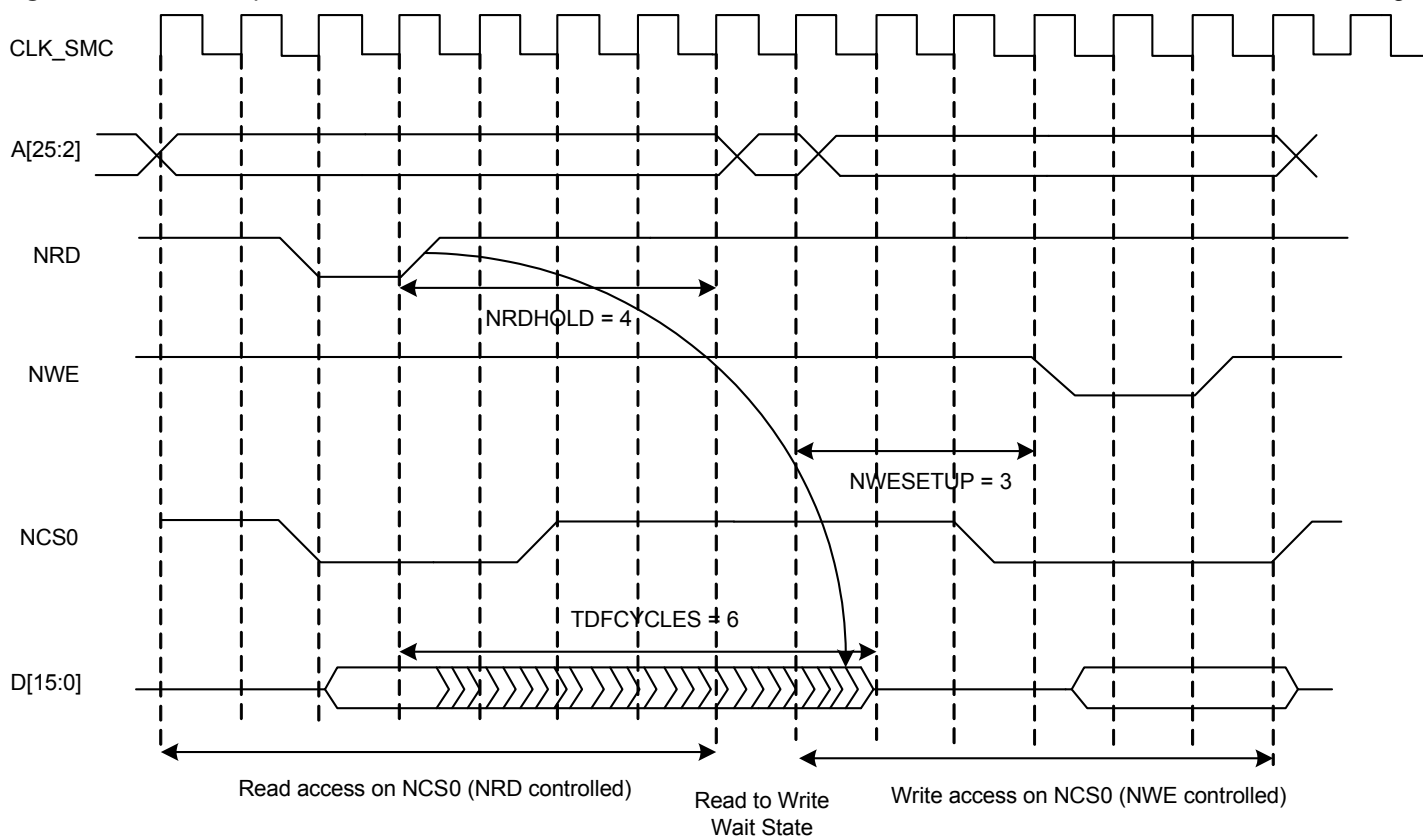 CLK_SMC
A[25:2]
NRD
NRDHOLD = 4
NWE
NWESETUP = 3
NCS0
TDFCYCLES = 6
D[15:0]
Read access on NCS0 (NRD controlled)
Read to Write
Wait State
Write access on NCS0 (NWE controlled)